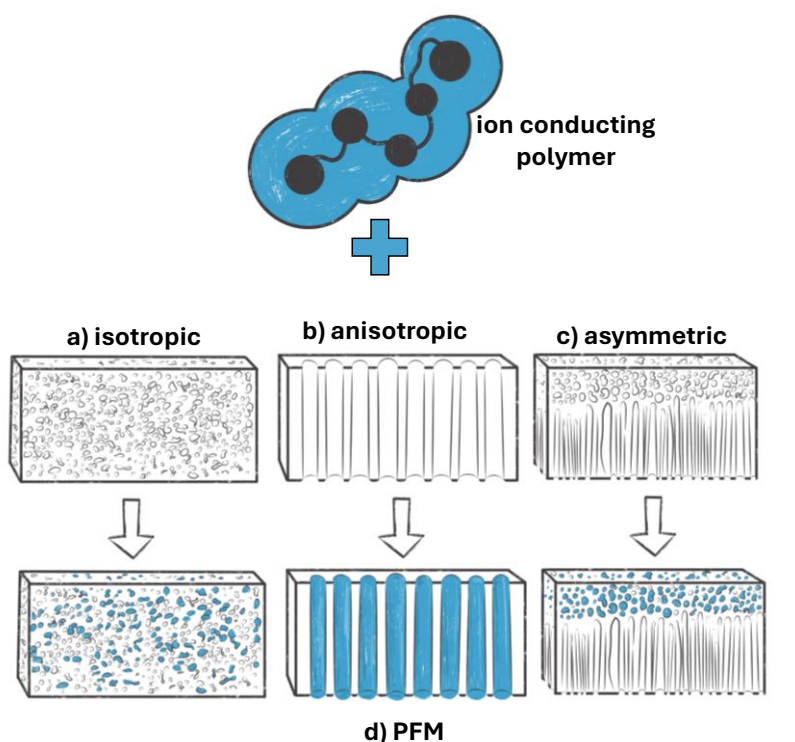 ion conducting
polymer
a) isotropic
b) anisotropic
c) asymmetric
d) PFM